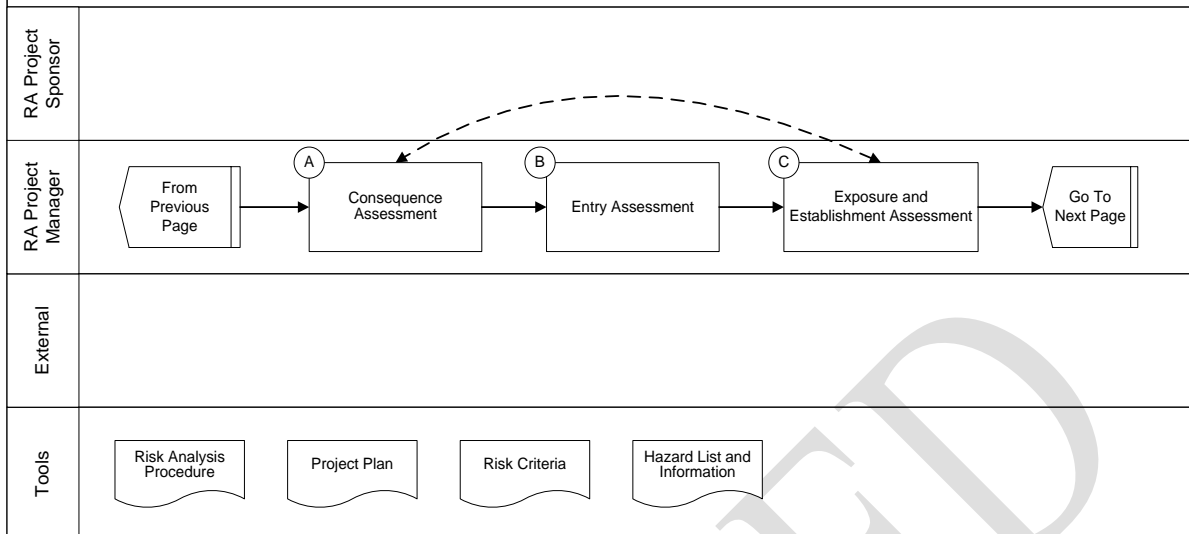 RA Project
Sponsor
RA Project
Manager
From
Previous
Page
A
Consequence
Assessment
B
Entry Assessment
C
Exposure and
Establishment Assessment
Go To
Next Page
External
Tools
Risk Analysis
Procedure
Project Plan
Risk Criteria
Hazard List and
Information
ED